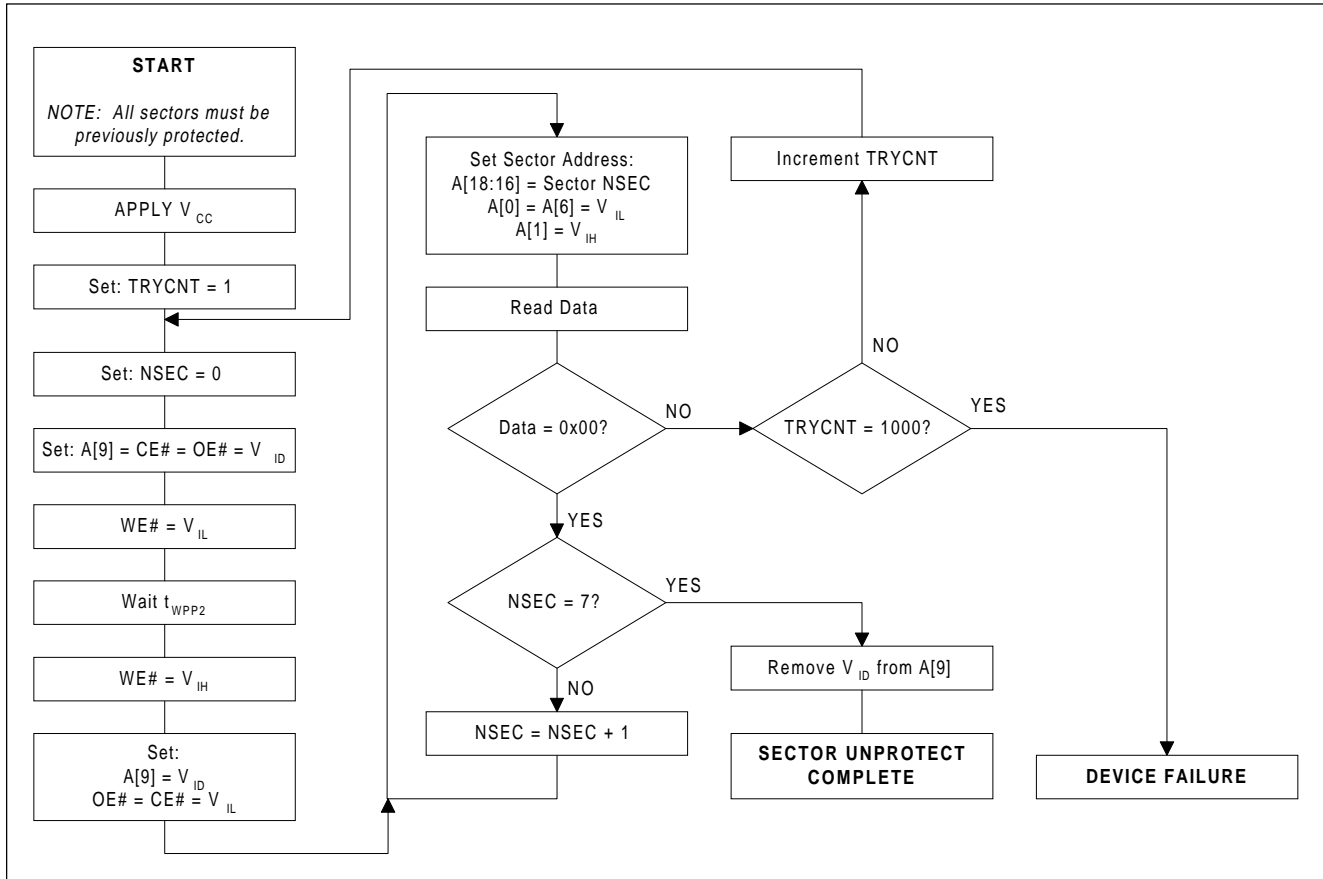 START
NOTE: All sectors must be
previously protected.
APPLY V CC
Set: TRYCNT = 1
Set: NSEC = 0
Set: A[9] = CE# = OE# = V ID
WE# = V IL
Wait t WPP2
WE# = V IH
Set:
A[9] = V ID
OE# = CE# = V IL
Set Sector Address:
A[18:16] = Sector NSEC
A[0] = A[6] = V IL
A[1] = V IH
Read Data
Data = 0x00?
NO
YES
NSEC = 7?
YES
NO
NSEC = NSEC + 1
Increment TRYCNT
NO
TRYCNT = 1000?
YES
Remove V ID from A[9]
SECTOR UNPROTECT
COMPLETE
DEVICE FAILURE